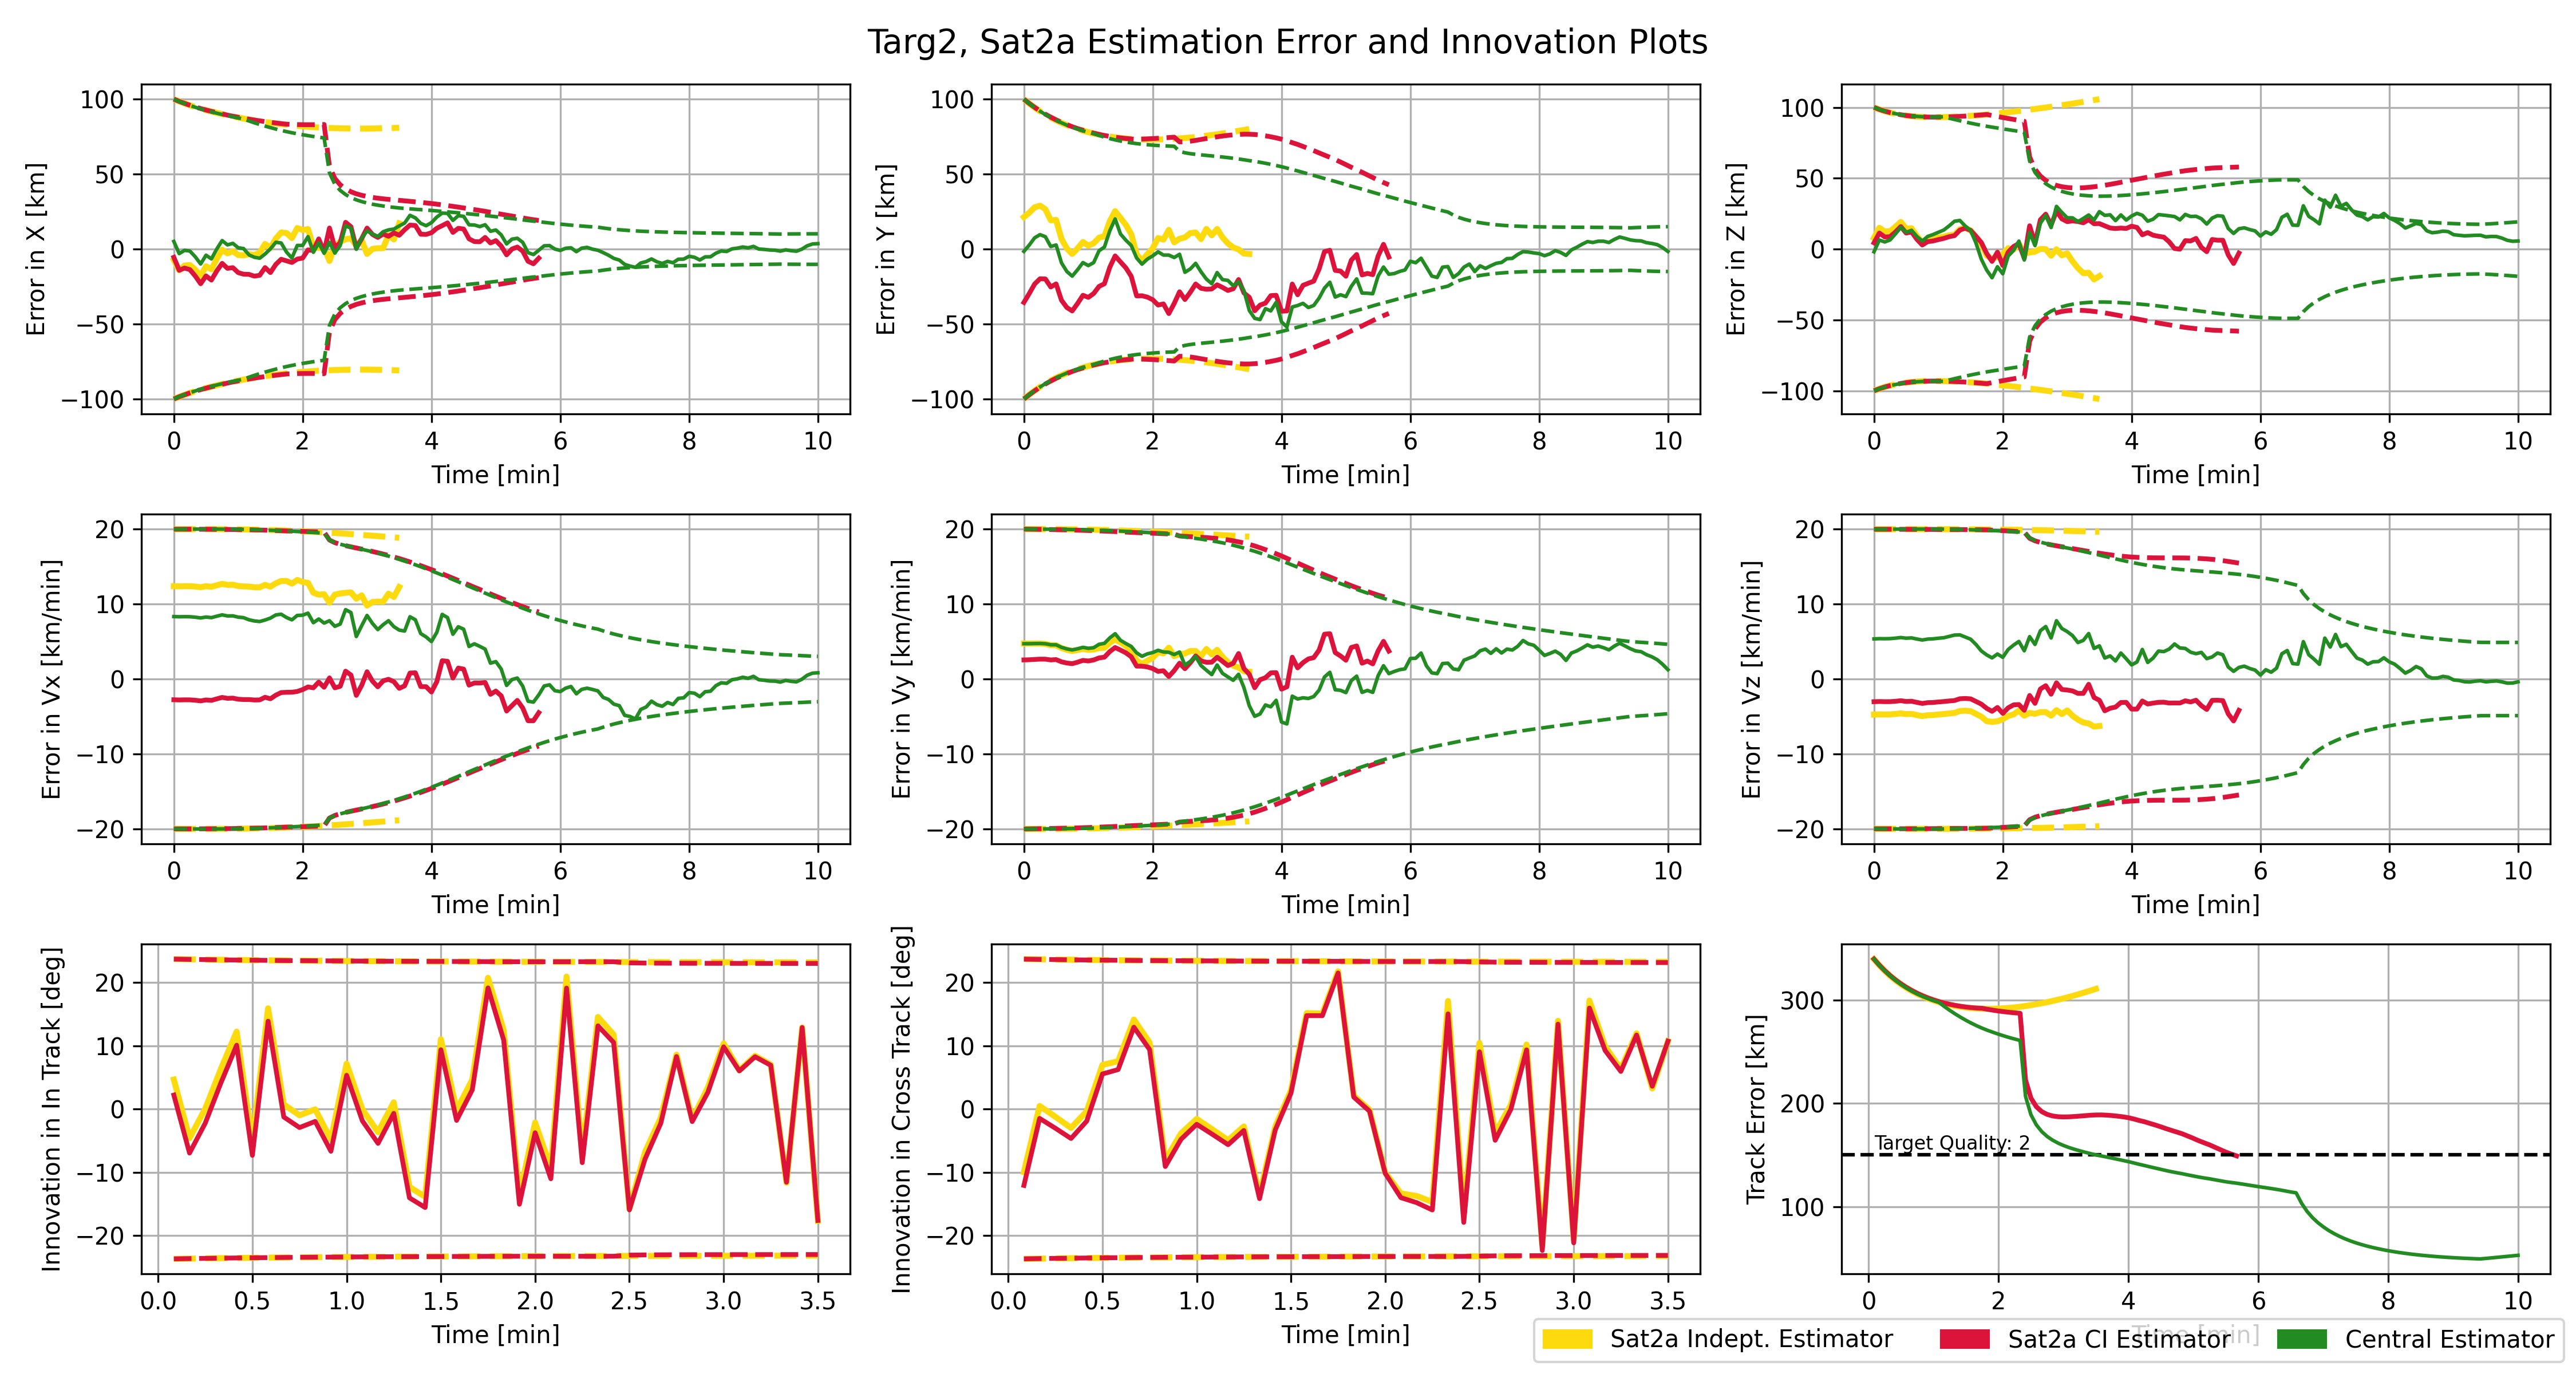 Targ2, Sat2a Estimation Error and Innovation Plots
Error in X [km]
100
50
0
−50
−100
0 2 4 6 8 10
Time [min]
Error in Y [km]
100
50
0
−50
−100
0 2 4 6 8 10
Time [min]
Error in Z [km]
100
50
0
−50
−100
0 2 4 6 8 10
Time [min]
Error in Vx [km/min]
20
10
0
−10
−20
0 2 4 6 8 10
Time [min]
Error in Vy [km/min]
20
10
0
−10
−20
0 2 4 6 8 10
Time [min]
Error in Vz [km/min]
20
10
0
−10
−20
0 2 4 6 8 10
Time [min]
Innovation in In Track [deg]
20
10
0
−10
−20
0.0 0.5 1.0 1.5 2.0 2.5 3.0 3.5
Time [min]
Innovation in Cross Track [deg]
20
10
0
−10
−20
0.0 0.5 1.0 1.5 2.0 2.5 3.0 3.5
Time [min]
Track Error [km]
300
200
100
Target Quality: 2
0 2 4 6 8 10
Time [min]
Sat2a Indept. Estimator Sat2a CI Estimator Central Estimator